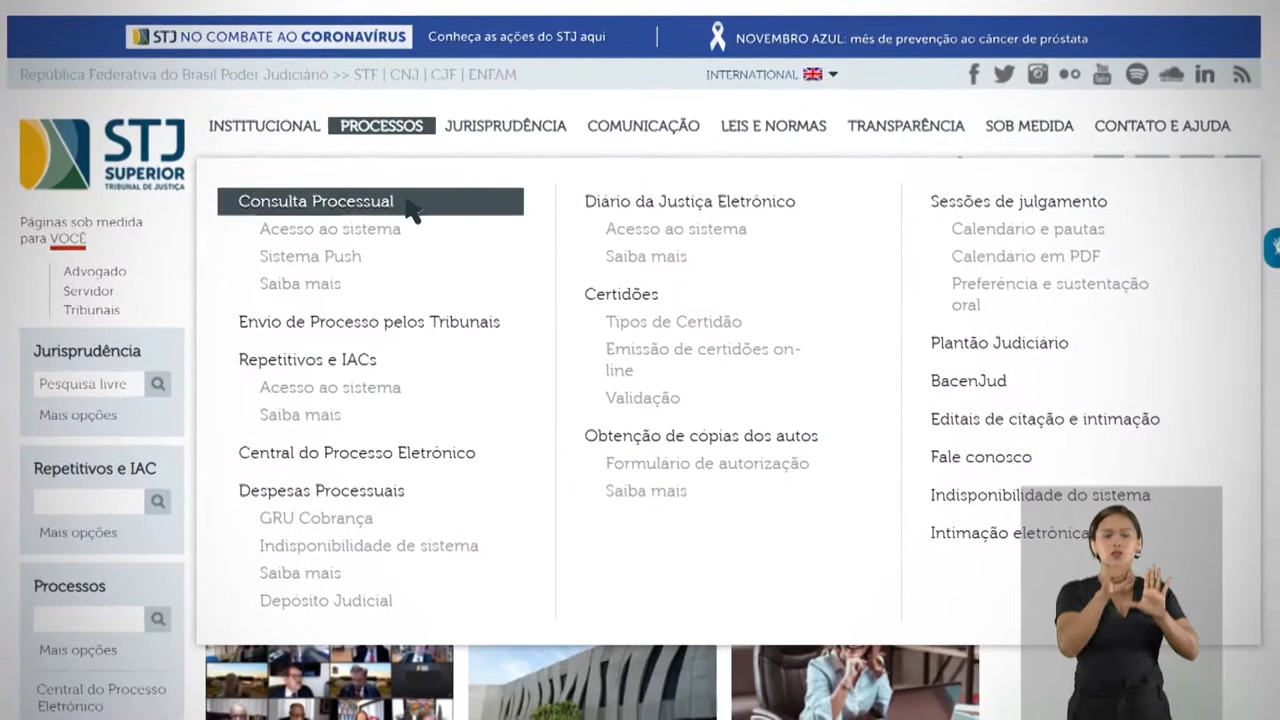 STJ NO COMBATE AO CORONAVÍRUS
Conheça as ações do STJ aqui
NOVEMBRO AZUL: mês de prevenção ao câncer de próstata
República Federativa do Brasil Poder Judiciário >> STF | CNJ | CJF | ENFAM
INTERNATIONAL
You
Tube
STJ
SUPERIOR
TRIBUNAL DE JUSTIÇA
INSTITUCIONAL
PROCESSOS
JURISPRUDÊNCIA
COMUNICAÇÃO
LEIS E NORMAS
TRANSPARÊNCIA
SOB MEDIDA
CONTATO E AJUDA
Páginas sob medida
para VOCÊ
Advogado
Servidor
Tribunais
Jurisprudência
Pesquisa livre
Mais opções
Repetitivos e IAC
Mais opções
Processos
Mais opções
Central do Processo
Eletrônico
Consulta Processual
Acesso ao sistema
Sistema Push
Saiba mais
Envio de Processo pelos Tribunais
Repetitivos e IACs
Acesso ao sistema
Saiba mais
Central do Processo Eletrônico
Despesas Processuais
GRU Cobrança
Indisponibilidade de sistema
Saiba mais
Depósito Judicial
Diário da Justiça Eletrônico
Acesso ao sistema
Saiba mais
Certidões
Tipos de Certidão
Emissão de certidões on-
line
Validação
Obtenção de cópias dos autos
Formulário de autorização
Saiba mais
Sessões de julgamento
Calendário e pautas
Calendário em PDF
Preferência e sustentação
oral
Plantão Judiciário
BacenJud
Editais de citação e intimação
Fale conosco
Indisponibilidade do sistema
Intimação eletrônica